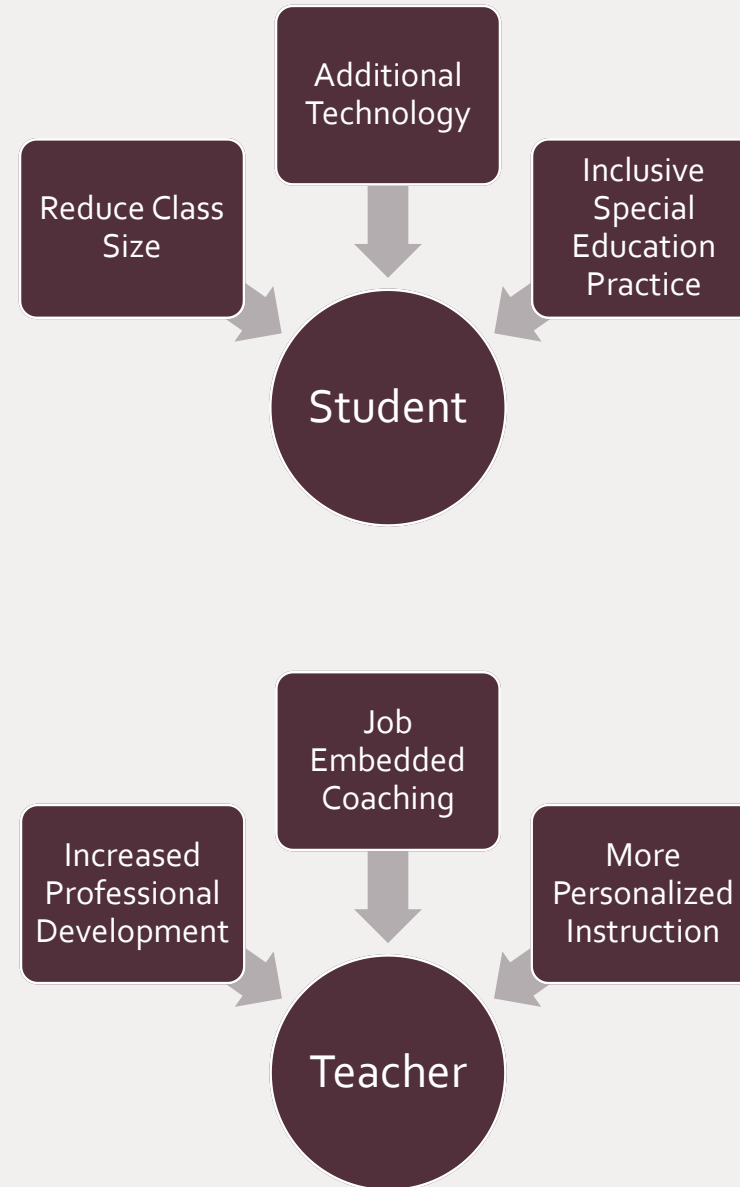 Additional
Technology
Reduce Class
Size
Inclusive
Special
Education
Practice
Student
Job
Embedded
Coaching
Increased
Professional
Development
More
Personalized
Instruction
Teacher